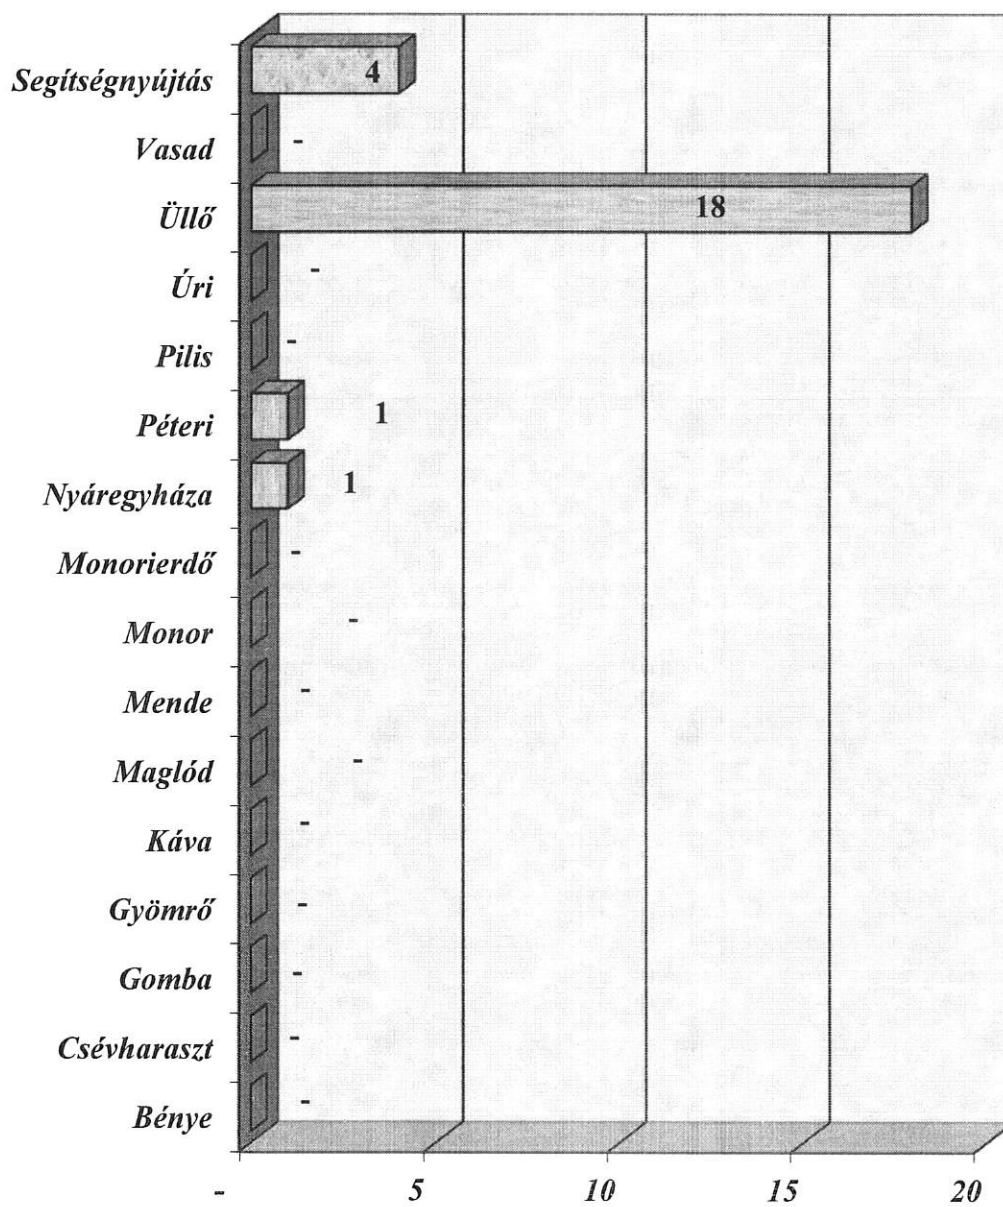 Segítségnyújtás 4
Vasad -
Üllő 18
Úri -
Pilis -
Péteri 1
Nyáregyháza 1
Monorierdő -
Monor -
Mende -
Maglód -
Káva -
Gyömrő -
Gomba -
Csévharaszt -
Bénye -
- 5 10 15 20